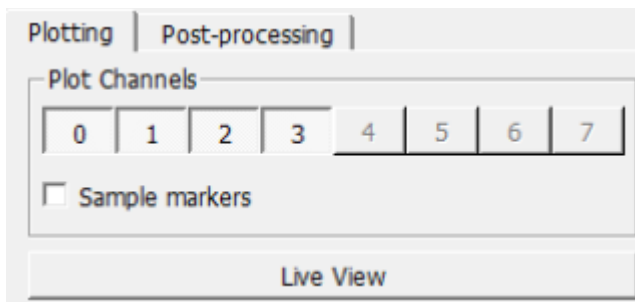 Plotting Post-processing
Plot Channels
0 1 2 3 4 5 6 7
Sample markers
Live View